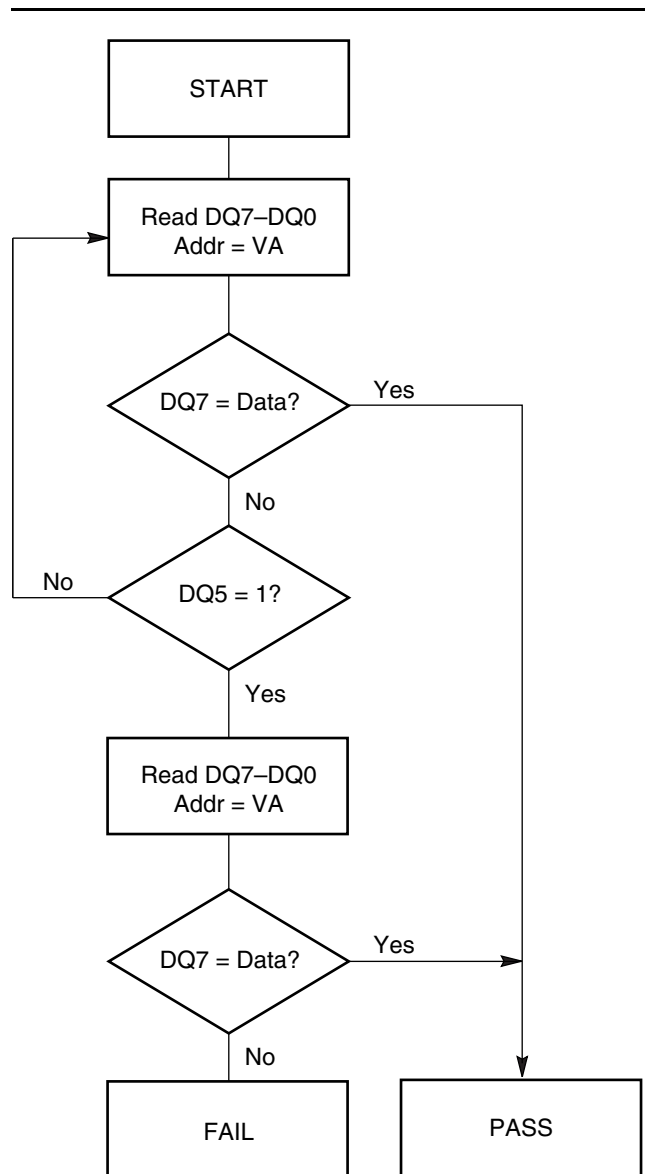 START
Read DQ7–DQ0
Addr = VA
DQ7 = Data?
Yes
No
DQ5 = 1?
No
Yes
Read DQ7–DQ0
Addr = VA
DQ7 = Data?
Yes
No
FAIL
PASS